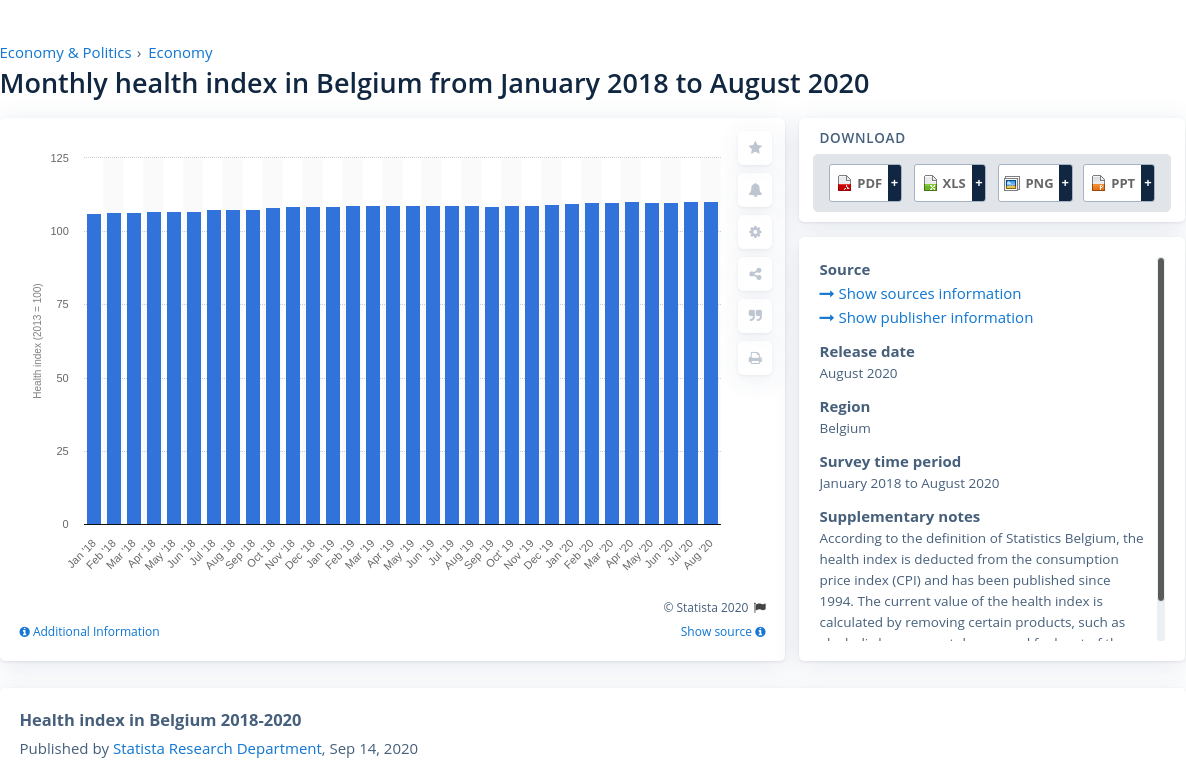 Economy & Politics › Economy
Monthly health index in Belgium from January 2018 to August 2020
125
100
75
50
25
0
Health index (2013 = 100)
Jan '18
Feb '18
Mar '18
Apr '18
May '18
Jun '18
Jul '18
Aug '18
Sep '18
Oct '18
Nov '18
Dec '18
Jan '19
Feb '19
Mar '19
Apr '19
May '19
Jun '19
Jul '19
Aug '19
Sep '19
Oct '19
Nov '19
Dec '19
Jan '20
Feb '20
Mar '20
Apr '20
May '20
Jun '20
Jul '20
Aug '20
© Statista 2020
Additional Information
Show source
DOWNLOAD
PDF + XLS + PNG + PPT +
Source
Show sources information
Show publisher information
Release date
August 2020
Region
Belgium
Survey time period
January 2018 to August 2020
Supplementary notes
According to the definition of Statistics Belgium, the
health index is deducted from the consumption
price index (CPI) and has been published since
1994. The current value of the health index is
calculated by removing certain products, such as
Health index in Belgium 2018-2020
Published by Statista Research Department, Sep 14, 2020